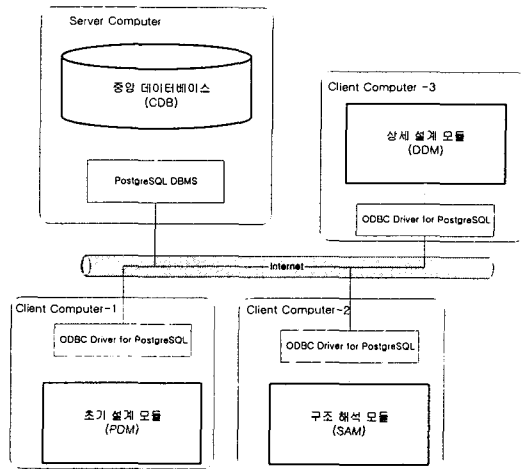 Server Computer
중앙 데이터베이스
(CDB)
PostgreSQL DBMS
Client Computer -3
상세 설계 모듈
(DDM)
ODBC Driver for PostgreSQL
Internet
Client Computer-1
ODBC Driver for PostgreSQL
초기 설계 모듈
(PDM)
Client Computer-2
ODBC Driver for PostgreSQL
구조 해석 모듈
(SAM)